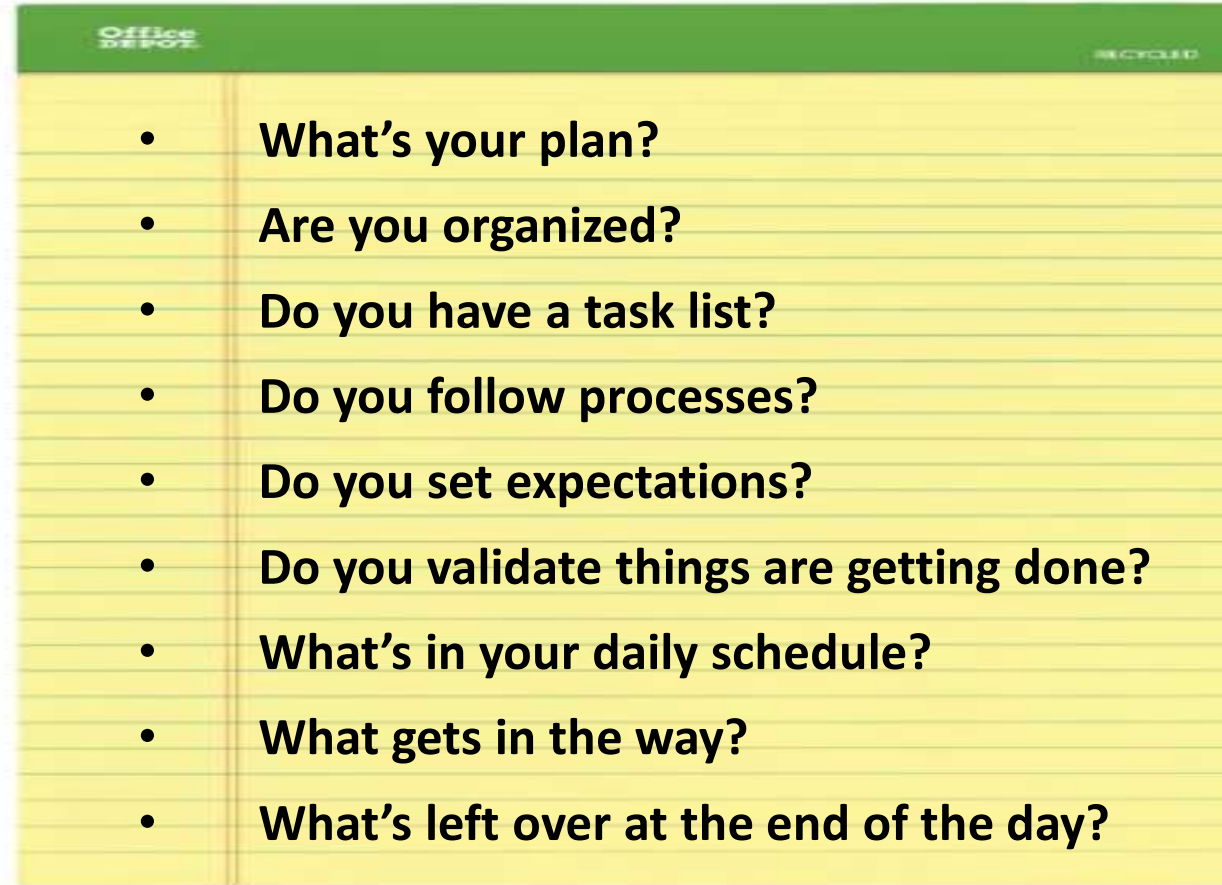 Office
DEPOT.
RECYCLED
• What’s your plan?
• Are you organized?
• Do you have a task list?
• Do you follow processes?
• Do you set expectations?
• Do you validate things are getting done?
• What’s in your daily schedule?
• What gets in the way?
• What’s left over at the end of the day?